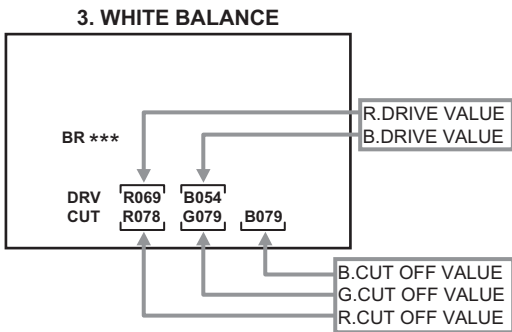 3. WHITE BALANCE
R.DRIVE VALUE
B.DRIVE VALUE
BR ***
DRV R069 B054
CUT R078 G079 B079
B.CUT OFF VALUE
G.CUT OFF VALUE
R.CUT OFF VALUE